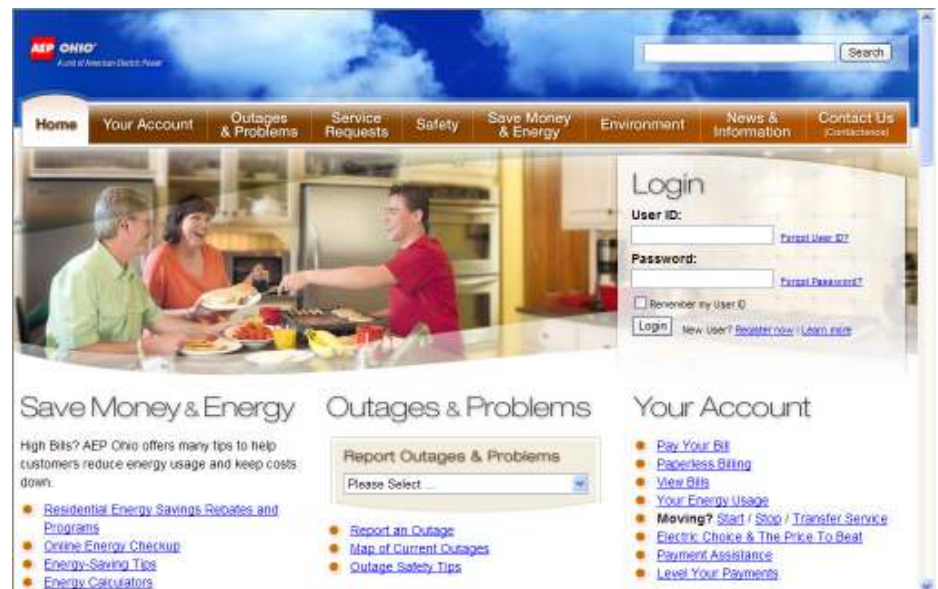 AEP OHIO
A unit of American Electric Power
Search
Home
Your Account
Outages
& Problems
Service
Requests
Safety
Save Money
& Energy
Environment
News &
Information
Contact Us
(Contáctenos)
Login
User ID:
Forgot User ID?
Password:
Forgot Password?
Remember my User ID
Login New User? Register now | Learn more
Save Money & Energy
High Bills? AEP Ohio offers many tips to help
customers reduce energy usage and keep costs
down.
Residential Energy Savings Rebates and
Programs
Online Energy Checkup
Energy-Saving Tips
Energy Calculators
Outages & Problems
Report Outages & Problems
Please Select ...
Report an Outage
Map of Current Outages
Outage Safety Tips
Your Account
Pay Your Bill
Paperless Billing
View Bills
Your Energy Usage
Moving? Start / Stop / Transfer Service
Electric Choice & The Price To Beat
Payment Assistance
Level Your Payments